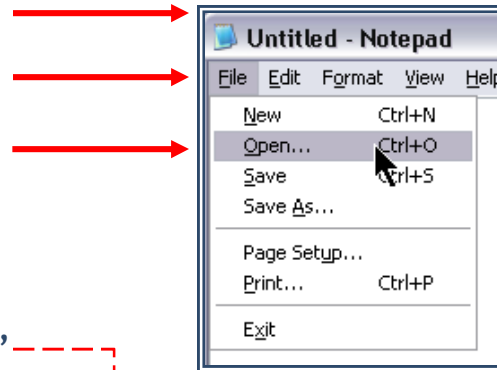 Untitled - Notepad
File Edit Format View Help
New Ctrl+N
Open... Ctrl+O
Save Ctrl+S
Save As...
Page Setup...
Print... Ctrl+P
Exit
,